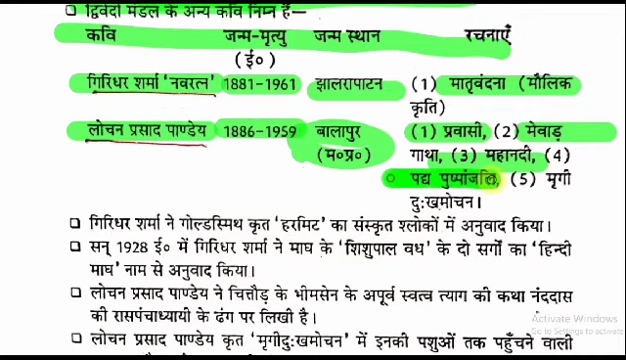 ❑ द्विवेदी मंडल के अन्य कवि निम्न हैं—
कवि जन्म-मृत्यु जन्म स्थान रचनाएँ
(ई०)
गिरिधर शर्मा 'नवरत्न' 1881-1961 झालरापाटन (1) मातृवंदना (मौलिक
कृति)
लोचन प्रसाद पाण्डेय 1886-1959 बालापुर (1) प्रवासी, (2) मेवाड़
(म०प्र०) गाथा, (3) महानदी, (4)
पद्य पुष्पांजलि, (5) मृगी
दुःखमोचन।
❑ गिरिधर शर्मा ने गोल्डस्मिथ कृत 'हरमिट' का संस्कृत श्लोकों में अनुवाद किया।
❑ सन् 1928 ई० में गिरिधर शर्मा ने माघ के 'शिशुपाल वध' के दो सर्गों का 'हिन्दी
माघ' नाम से अनुवाद किया।
❑ लोचन प्रसाद पाण्डेय ने चित्तौड़ के भीमसेन के अपूर्व स्वत्व त्याग की कथा नंददास
की रासपंचाध्यायी के ढंग पर लिखी है।
❑ लोचन प्रसाद पाण्डेय कृत 'मृगीदुःखमोचन' में इनकी पशुओं तक पहुँचने वाली
Activate Windows
Go to Settings to activate